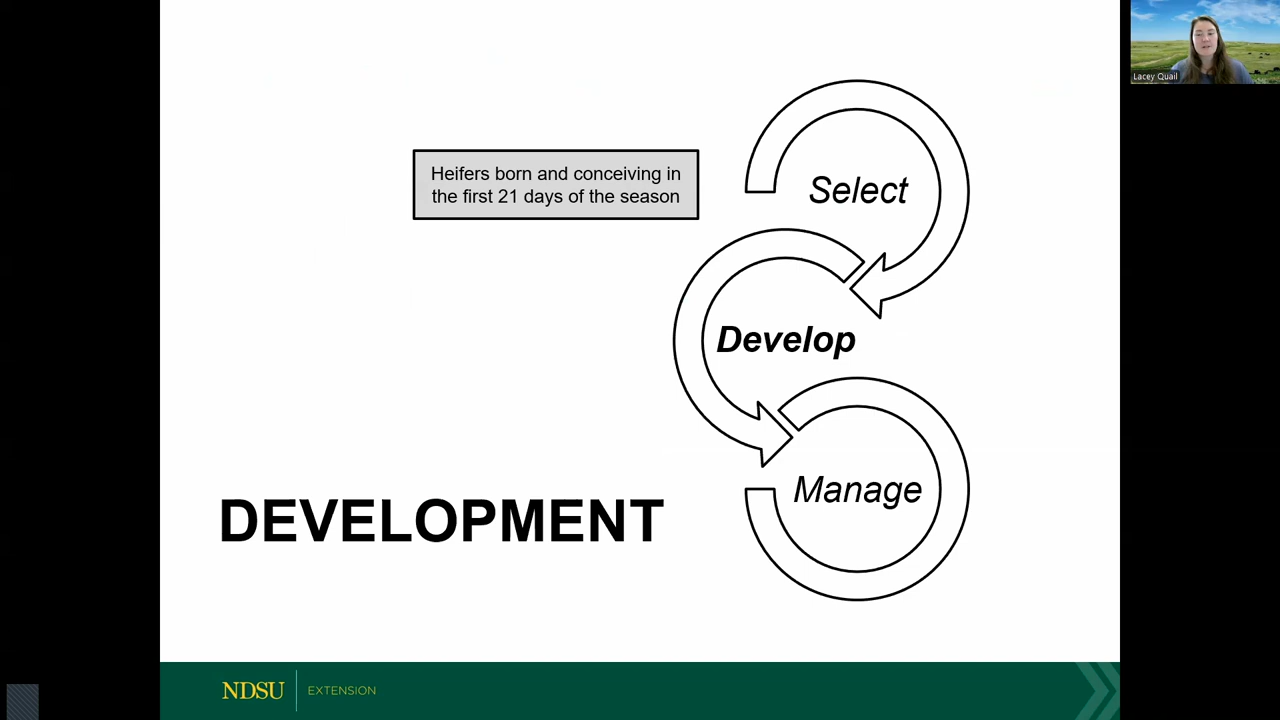 Lacey Quail
Heifers born and conceiving in
the first 21 days of the season
Select
Develop
Manage
DEVELOPMENT
NDSU EXTENSION